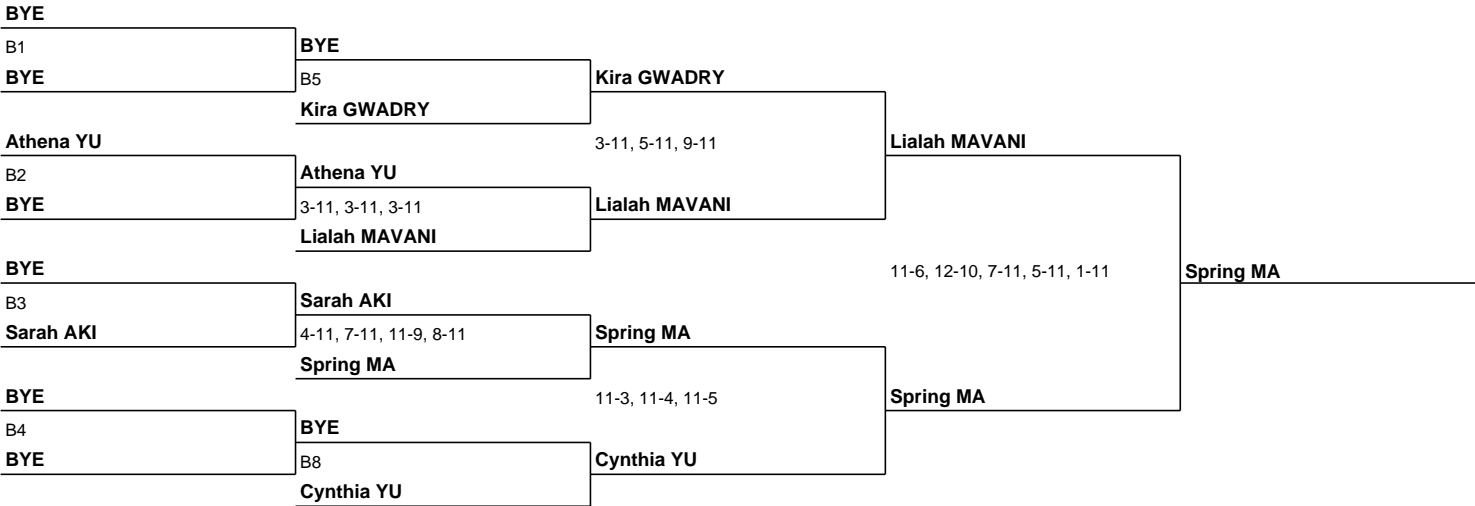 BYE
B1
BYE
BYE
B5
Kira GWADRY
Kira GWADRY
3-11, 5-11, 9-11
Lialah MAVANI
Athena YU
B2
BYE
Athena YU
3-11, 3-11, 3-11
Lialah MAVANI
Lialah MAVANI
11-6, 12-10, 7-11, 5-11, 1-11
Spring MA
BYE
B3
Sarah AKI
Sarah AKI
4-11, 7-11, 11-9, 8-11
Spring MA
Spring MA
11-3, 11-4, 11-5
Spring MA
BYE
B4
BYE
BYE
B8
Cynthia YU
Cynthia YU